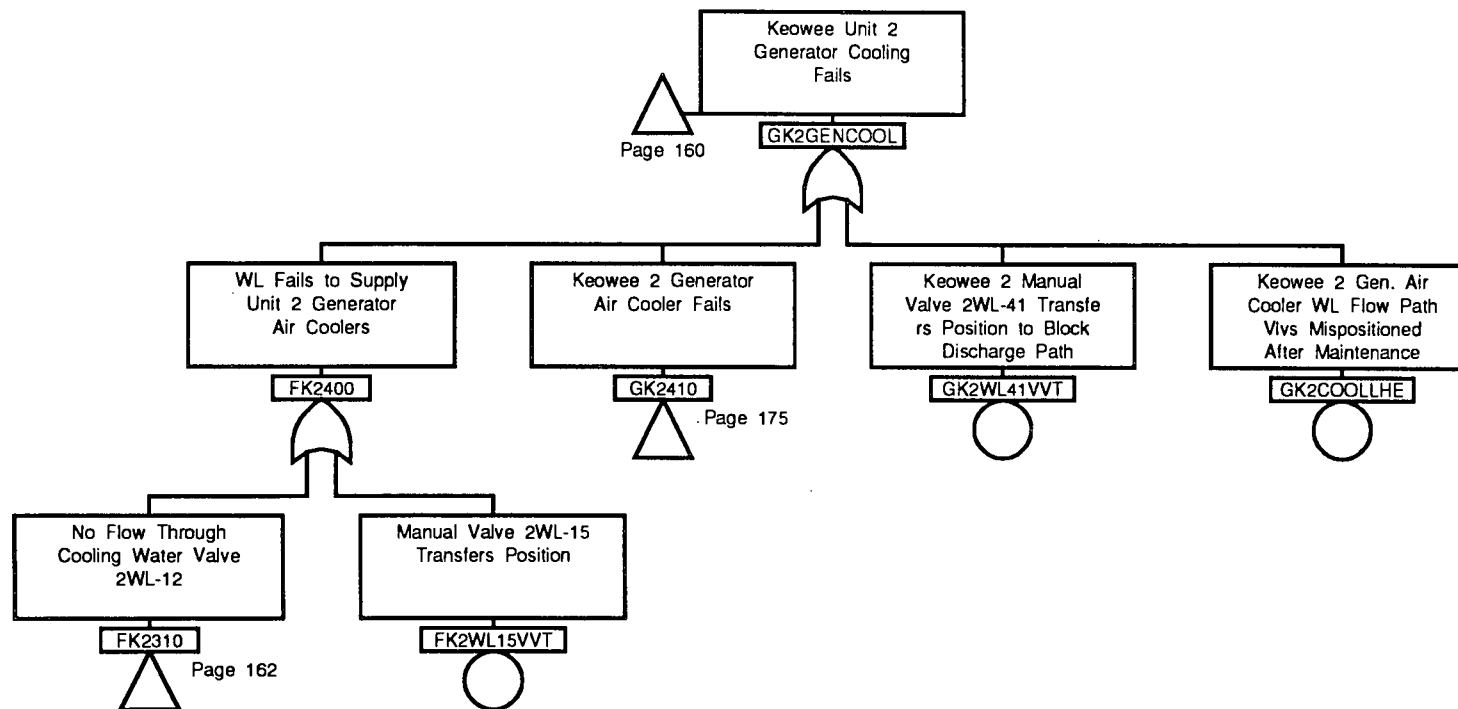 Keowee Unit 2
Generator Cooling
Fails
Page 160
GK2GENCOOL
WL Fails to Supply
Unit 2 Generator
Air Coolers
FK2400
Keowee 2 Generator
Air Cooler Fails
GK2410
Page 175
Keowee 2 Manual
Valve 2WL-41 Transfe
rs Position to Block
Discharge Path
GK2WL41VVT
Keowee 2 Gen. Air
Cooler WL Flow Path
Vlvs Mispositioned
After Maintenance
GK2COOLLHE
No Flow Through
Cooling Water Valve
2WL-12
FK2310
Page 162
Manual Valve 2WL-15
Transfers Position
FK2WL15VVT